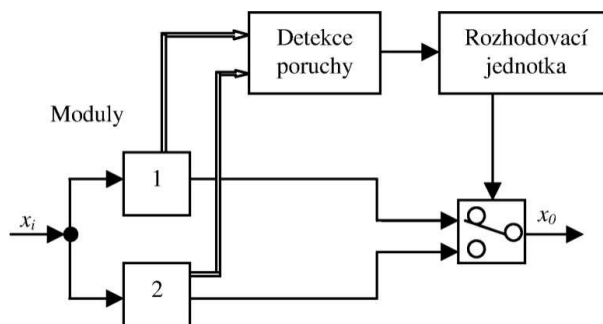 Detekce
poruchy
Rozhodovací
jednotka
Moduly
1
x_i
x_0
2